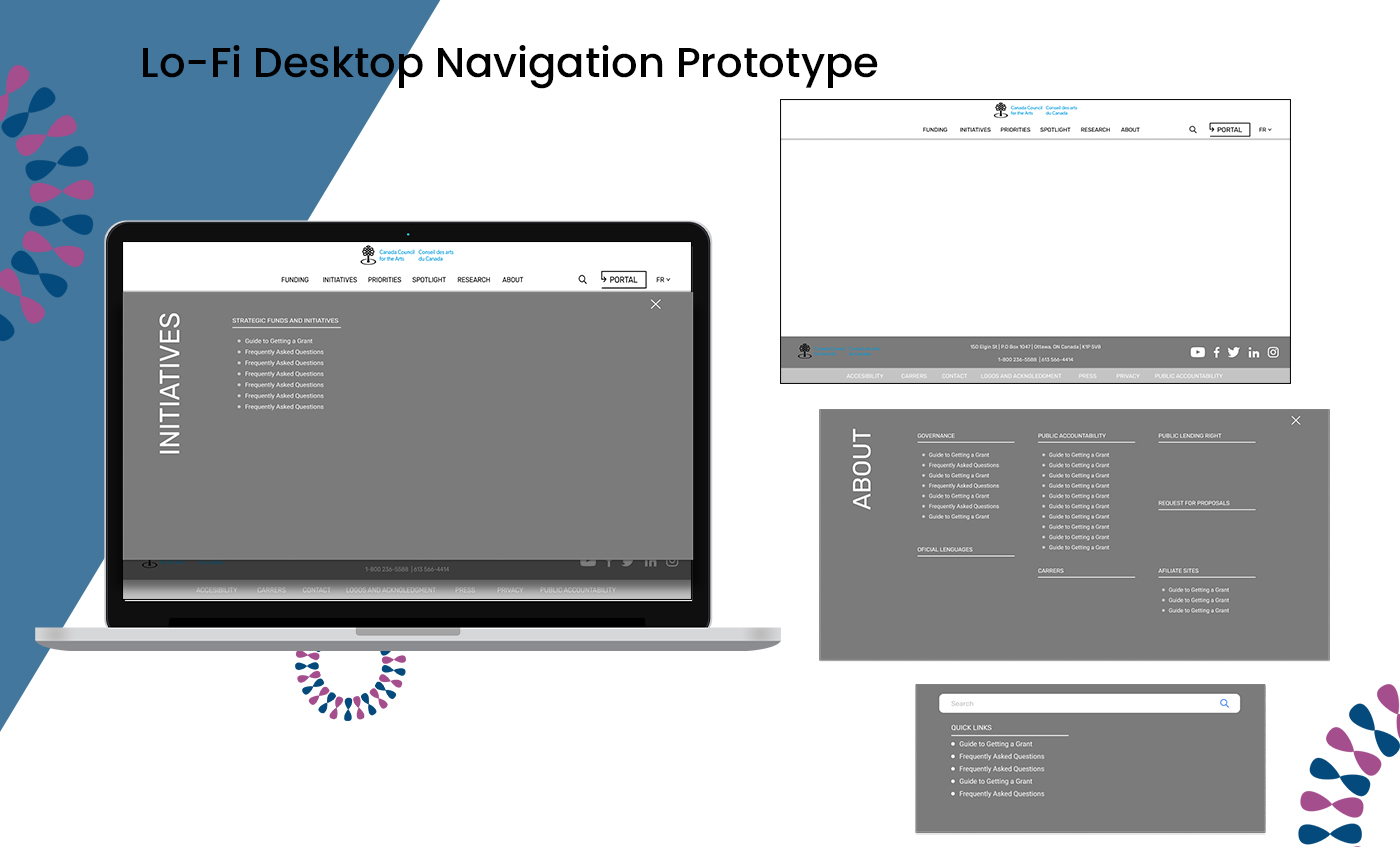 Lo-Fi Desktop Navigation Prototype
Canada Council Conseil des arts
for the Arts du Canada
FUNDING INITIATIVES PRIORITIES SPOTLIGHT RESEARCH ABOUT PORTAL FR
INITIATIVES
STRATEGIC FUNDS AND INITIATIVES
Guide to Getting a Grant
Frequently Asked Questions
Frequently Asked Questions
Frequently Asked Questions
Frequently Asked Questions
Frequently Asked Questions
Frequently Asked Questions
1-800 236-5588 | 613 566-4414
ACCESIBILITY CARRERS CONTACT LOGOS AND ACKNOLEDGMENT PRESS PRIVACY PUBLIC ACCOUNTABILITY
Canada Council Conseil des arts
for the Arts du Canada
FUNDING INITIATIVES PRIORITIES SPOTLIGHT RESEARCH ABOUT PORTAL FR
150 Elgin St | P.O Box 1047 | Ottawa, ON Canada | K1P 5V8
1-800 236-5588 | 613 566-4414
ACCESIBILITY CARRERS CONTACT LOGOS AND ACKNOLEDGMENT PRESS PRIVACY PUBLIC ACCOUNTABILITY
ABOUT
GOVERNANCE
Guide to Getting a Grant
Frequently Asked Questions
Guide to Getting a Grant
Frequently Asked Questions
Guide to Getting a Grant
Frequently Asked Questions
Guide to Getting a Grant
OFICIAL LENGUAGES
PUBLIC ACCOUNTABILITY
Guide to Getting a Grant
Guide to Getting a Grant
Guide to Getting a Grant
Guide to Getting a Grant
Guide to Getting a Grant
Guide to Getting a Grant
Guide to Getting a Grant
Guide to Getting a Grant
Guide to Getting a Grant
Guide to Getting a Grant
CARRERS
PUBLIC LENDING RIGHT
REQUEST FOR PROPOSALS
AFILIATE SITES
Guide to Getting a Grant
Guide to Getting a Grant
Guide to Getting a Grant
Search
QUICK LINKS
Guide to Getting a Grant
Frequently Asked Questions
Frequently Asked Questions
Guide to Getting a Grant
Frequently Asked Questions